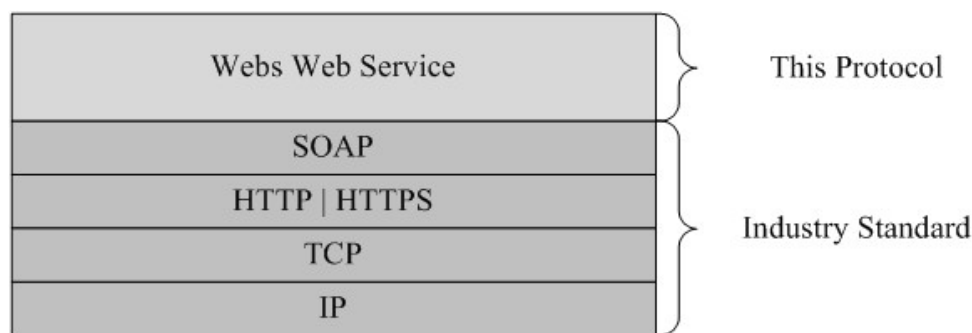 Webs Web Service
This Protocol
SOAP
HTTP | HTTPS
TCP
IP
Industry Standard